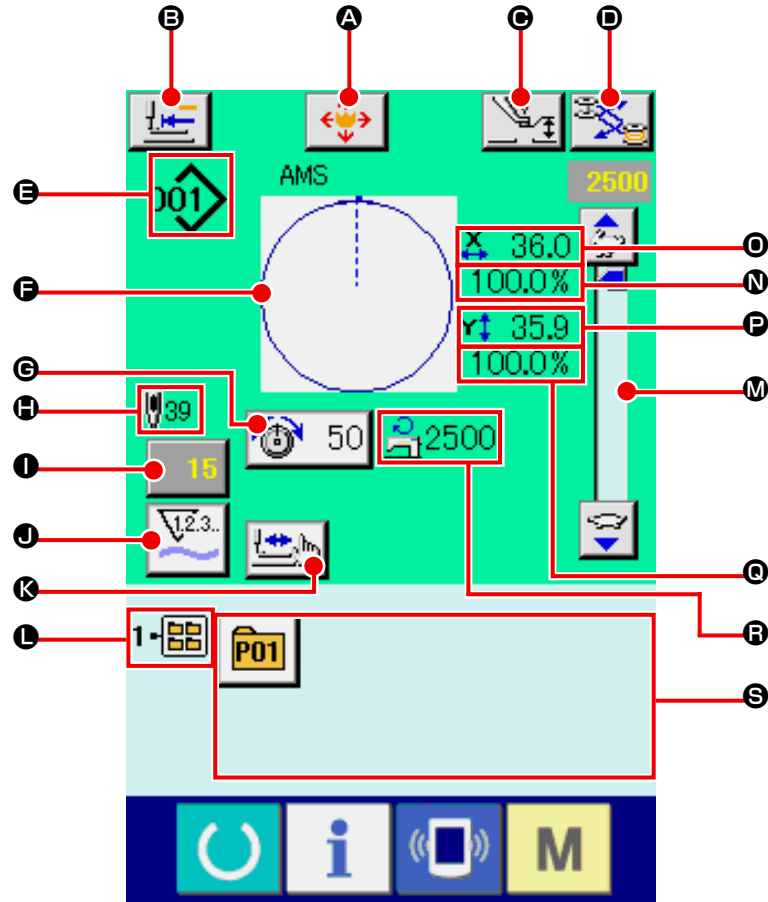 B A C D
E 001 AMS 2500
X 36.0 O
F 100.0% N
Y 35.9 P
G 100.0% M
H 39 50 2500
I 15
J 1.2.3..
K Q
L 1 P01 R
S
i M